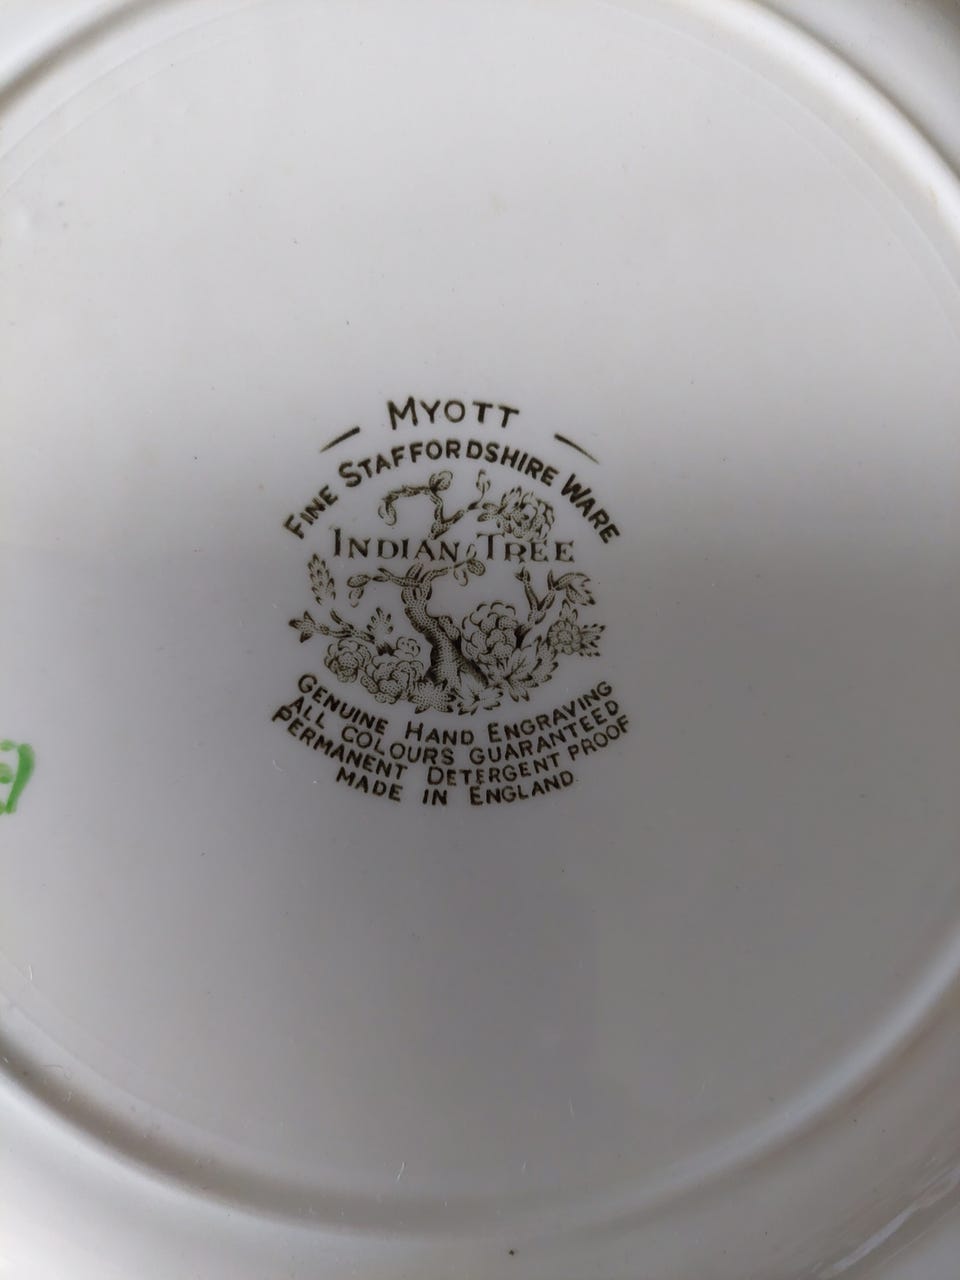 MYOTT
FINE STAFFORDSHIRE WARE
INDIAN TREE
GENUINE HAND ENGRAVING
ALL COLOURS GUARANTEED
PERMANENT DETERGENT PROOF
MADE IN ENGLAND